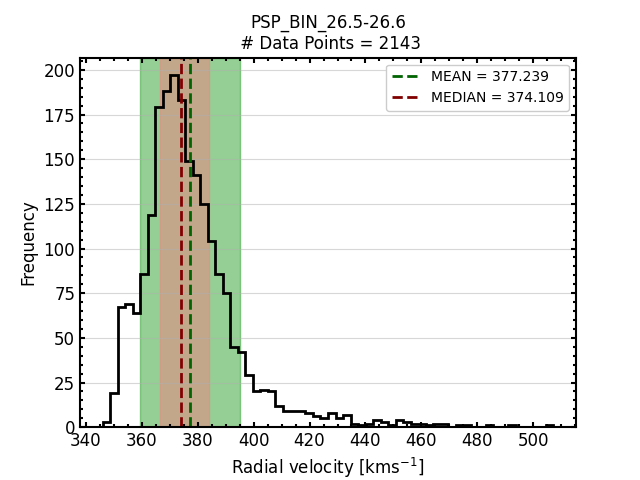 PSP_BIN_26.5-26.6
# Data Points = 2143
MEAN = 377.239
MEDIAN = 374.109
Frequency
200
175
150
125
100
75
50
25
0
340 360 380 400 420 440 460 480 500
Radial velocity [kms⁻¹]